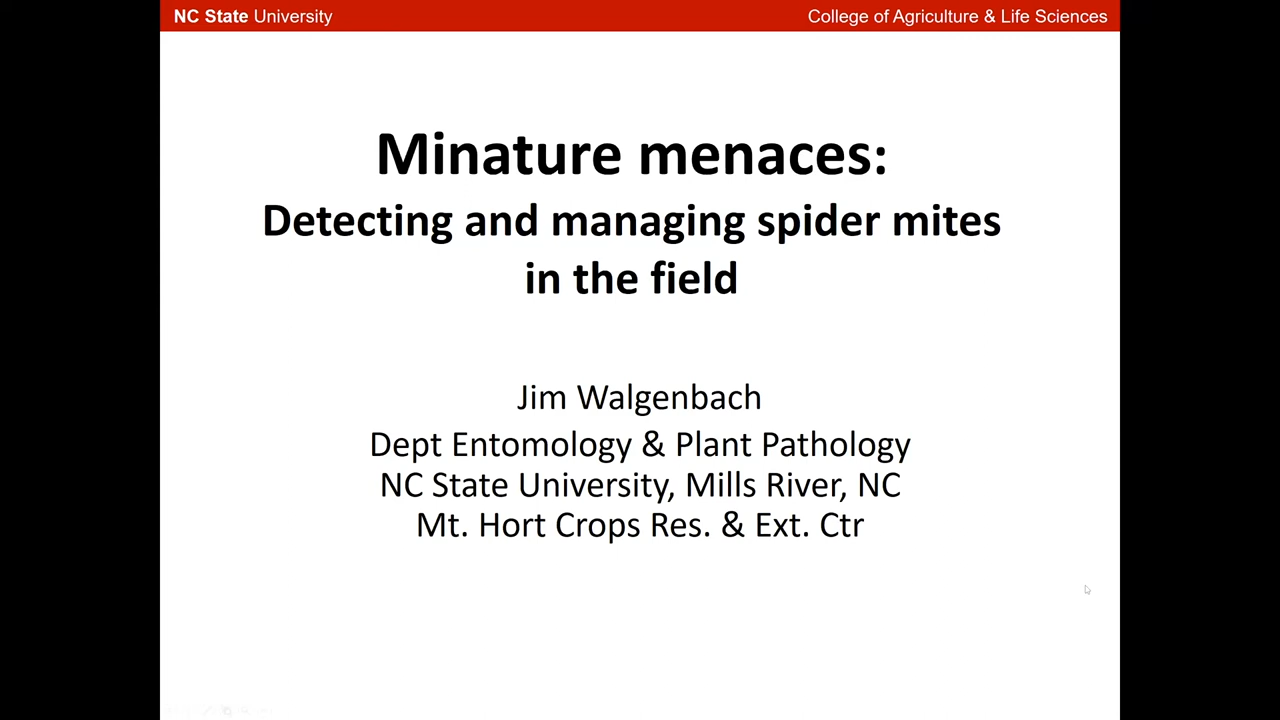 NC State University
College of Agriculture & Life Sciences
Minature menaces:
Detecting and managing spider mites
in the field
Jim Walgenbach
Dept Entomology & Plant Pathology
NC State University, Mills River, NC
Mt. Hort Crops Res. & Ext. Ctr